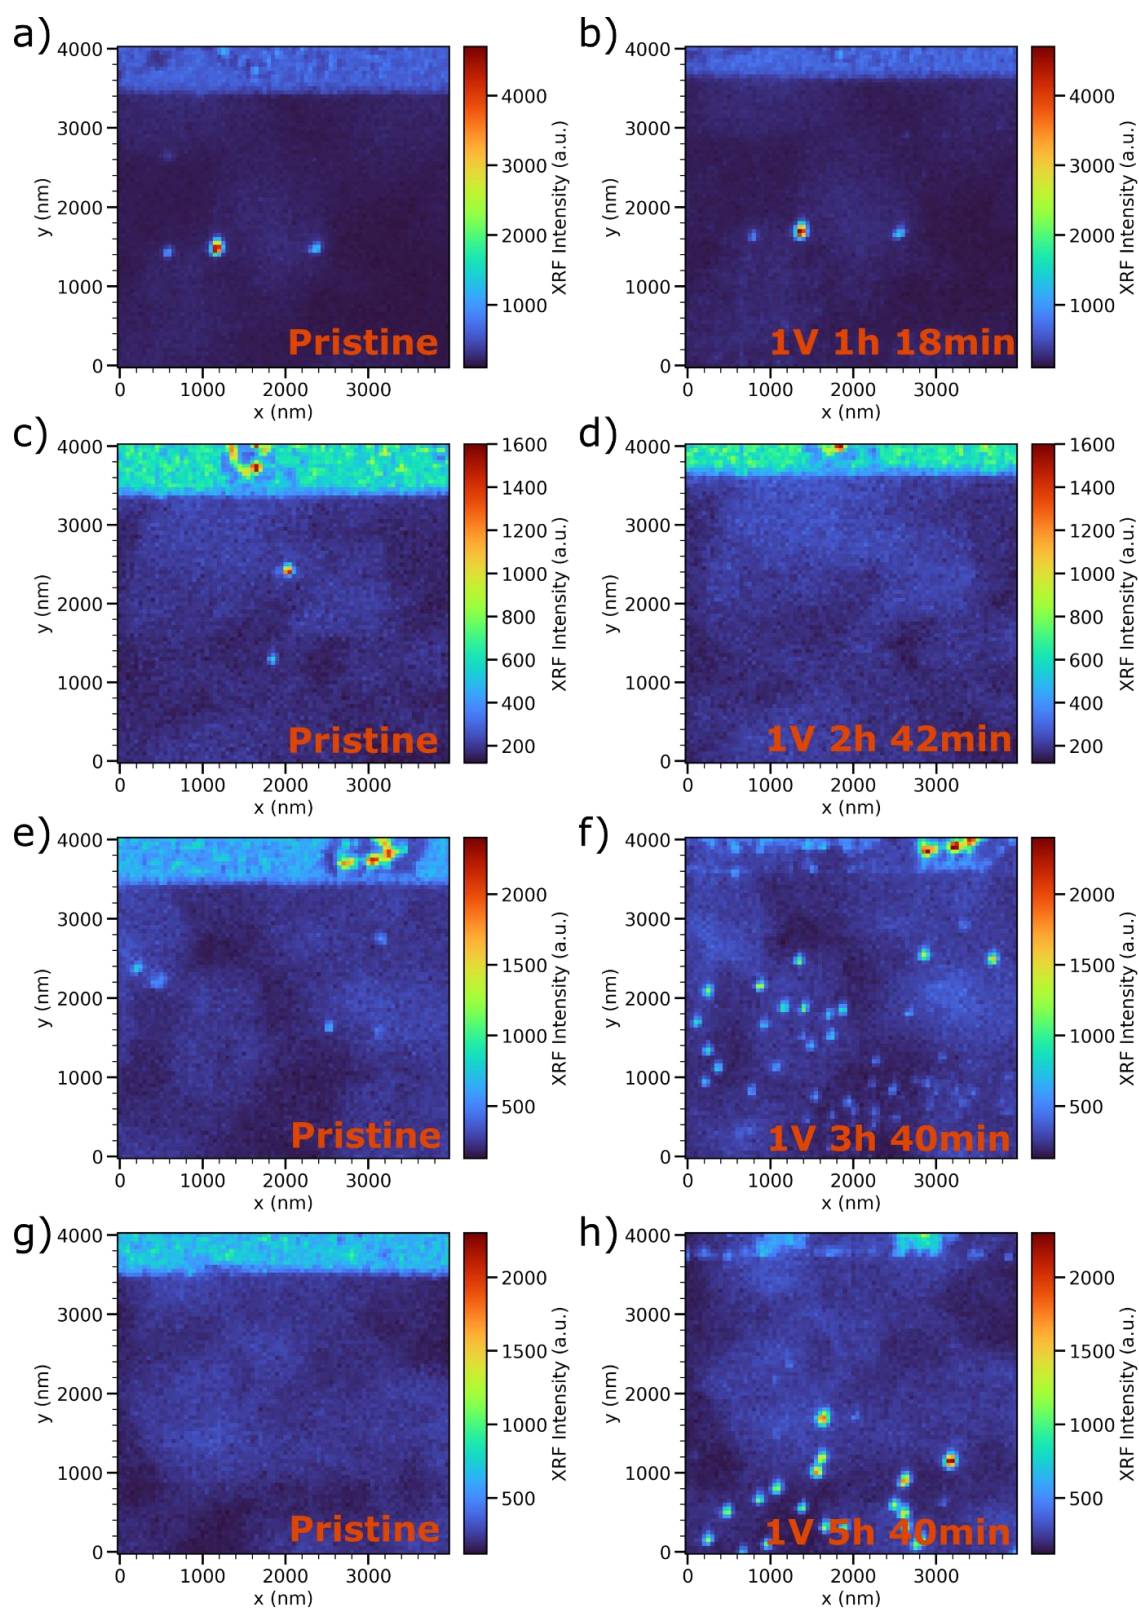 a)
4000
3000
2000
1000
0
y (nm)
0 1000 2000 3000
x (nm)
Pristine
4000
3000
2000
1000
XRF Intensity (a.u.)
b)
4000
3000
2000
1000
0
y (nm)
0 1000 2000 3000
x (nm)
1V 1h 18min
4000
3000
2000
1000
XRF Intensity (a.u.)
c)
4000
3000
2000
1000
0
y (nm)
0 1000 2000 3000
x (nm)
Pristine
1600
1400
1200
1000
800
600
400
200
XRF Intensity (a.u.)
d)
4000
3000
2000
1000
0
y (nm)
0 1000 2000 3000
x (nm)
1V 2h 42min
1600
1400
1200
1000
800
600
400
200
XRF Intensity (a.u.)
e)
4000
3000
2000
1000
0
y (nm)
0 1000 2000 3000
x (nm)
Pristine
2000
1500
1000
500
XRF Intensity (a.u.)
f)
4000
3000
2000
1000
0
y (nm)
0 1000 2000 3000
x (nm)
1V 3h 40min
2000
1500
1000
500
XRF Intensity (a.u.)
g)
4000
3000
2000
1000
0
y (nm)
0 1000 2000 3000
x (nm)
Pristine
2000
1500
1000
500
XRF Intensity (a.u.)
h)
4000
3000
2000
1000
0
y (nm)
0 1000 2000 3000
x (nm)
1V 5h 40min
2000
1500
1000
500
XRF Intensity (a.u.)